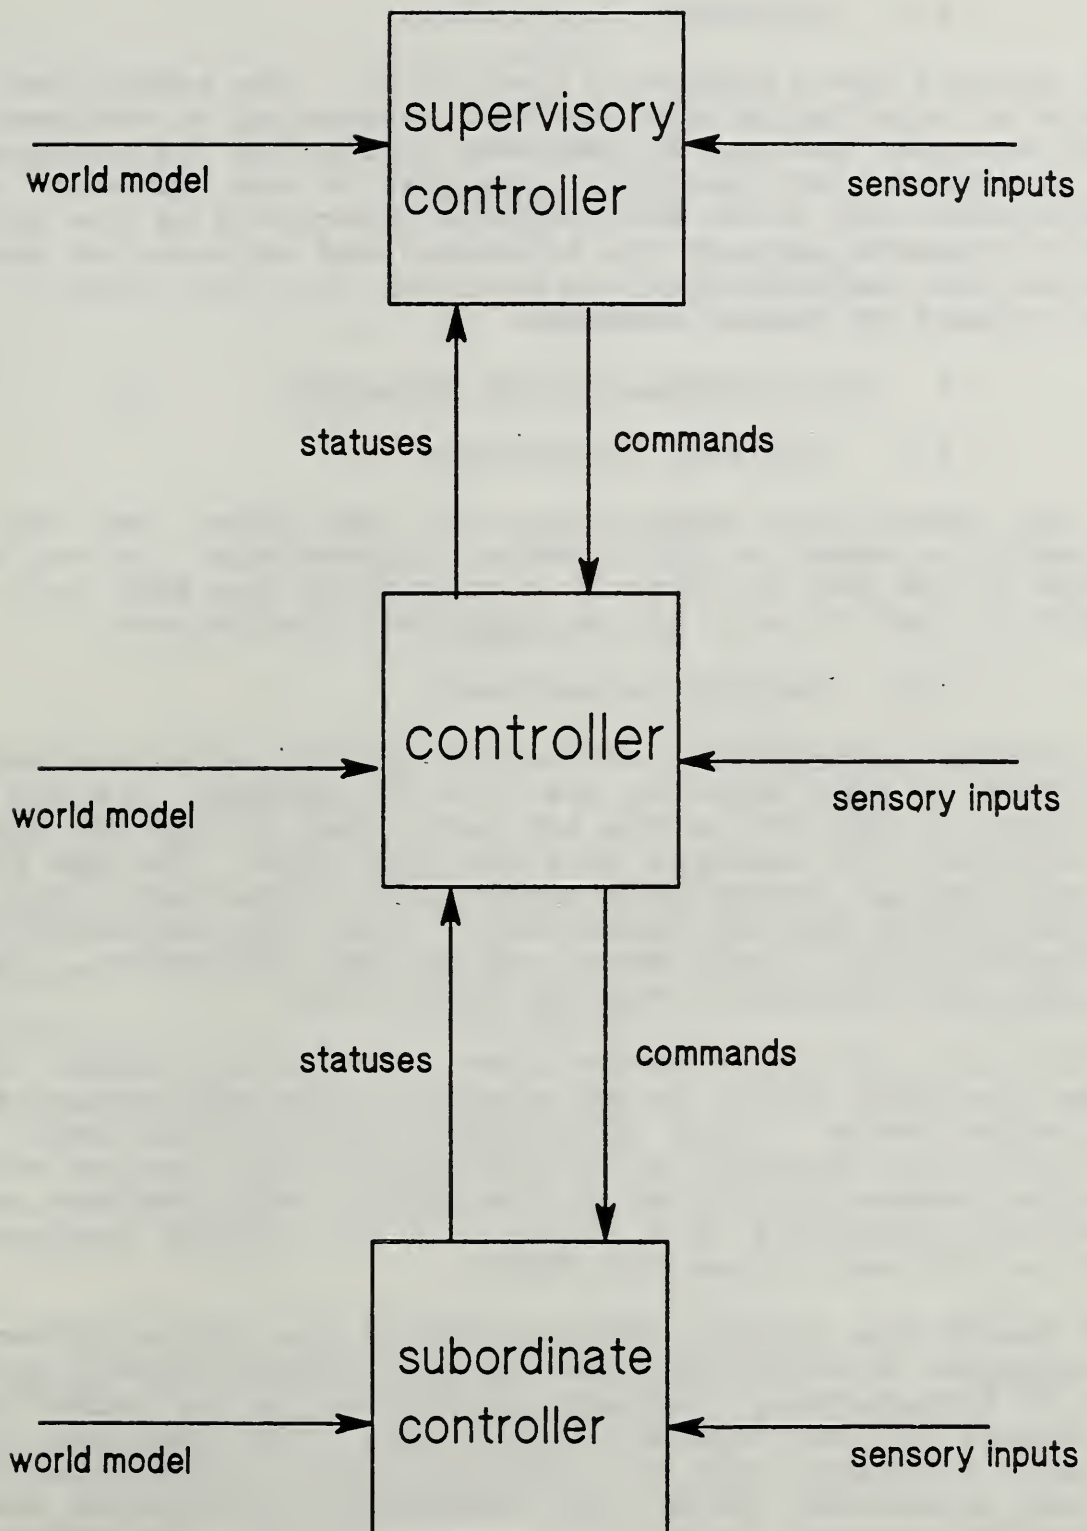 supervisory
controller
world model
sensory inputs
statuses
commands
controller
world model
sensory inputs
statuses
commands
subordinate
controller
world model
sensory inputs